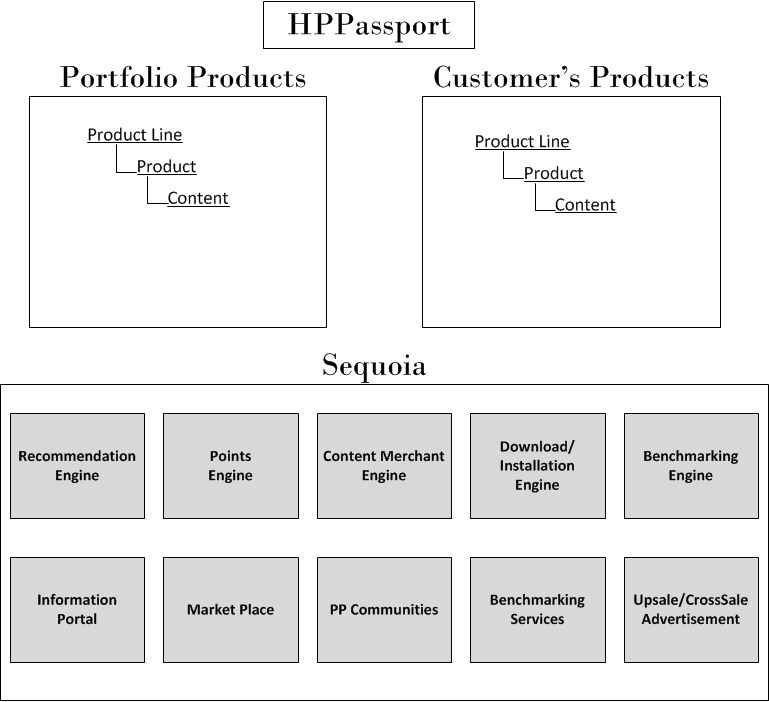 HPPassport
Portfolio Products
Customer's Products
Product Line
Product
Content
Product Line
Product
Content
Sequoia
Recommendation
Engine
Points
Engine
Content Merchant
Engine
Download/
Installation
Engine
Benchmarking
Engine
Information
Portal
Market Place
PP Communities
Benchmarking
Services
Upsale/CrossSale
Advertisement